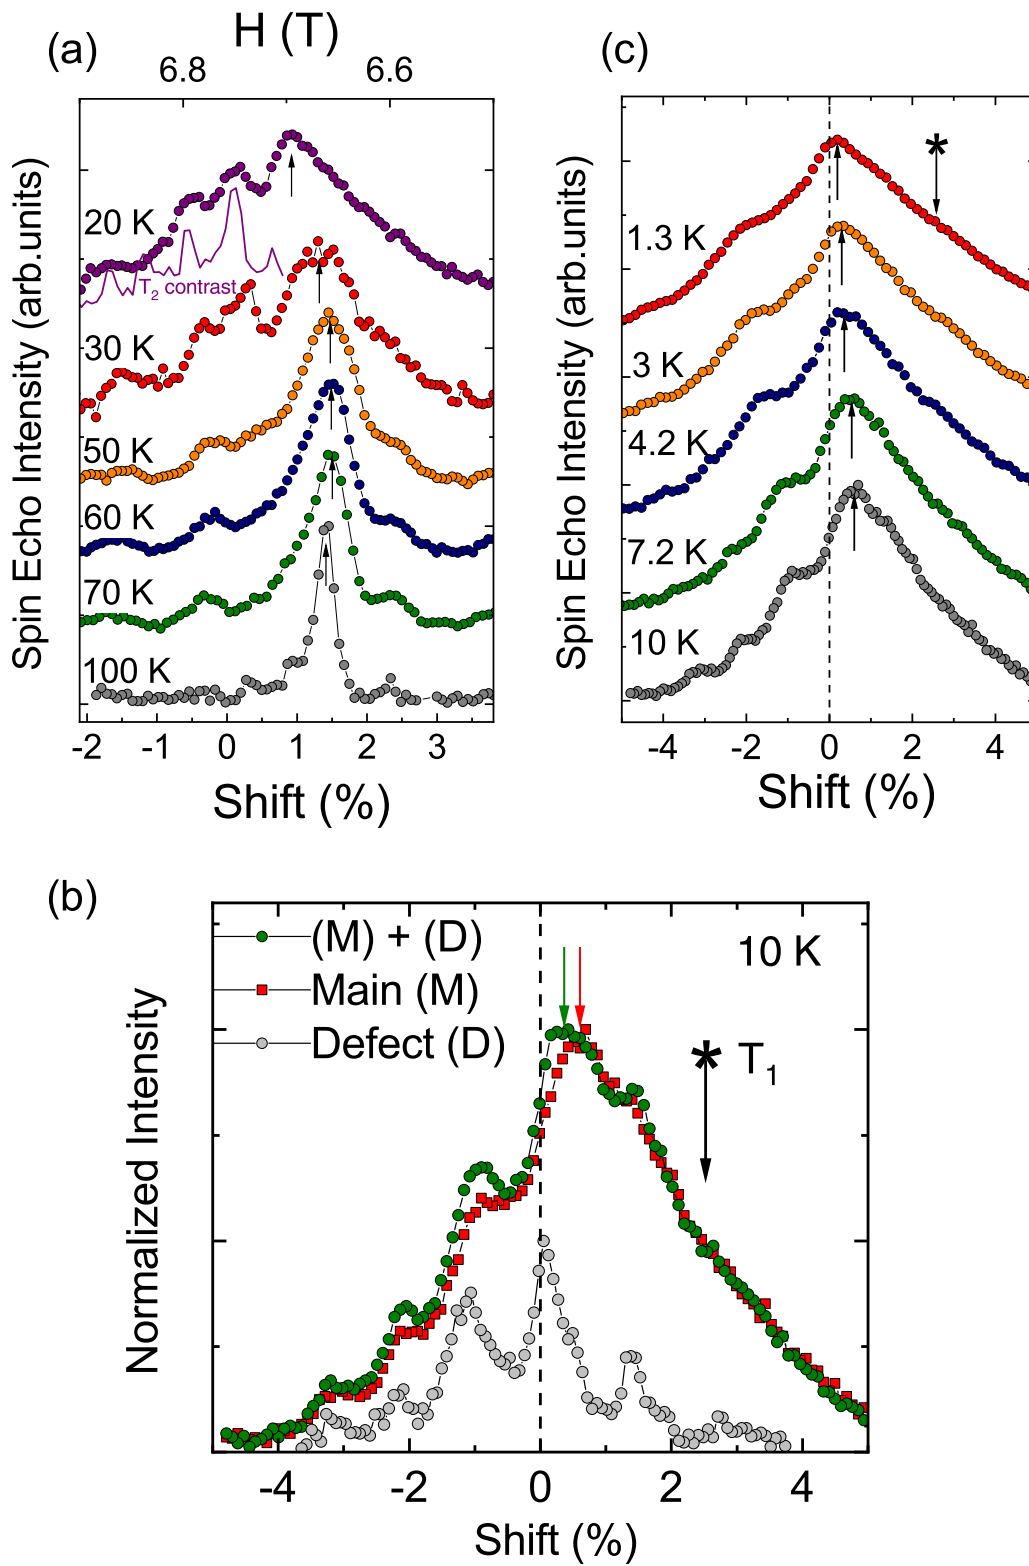 (a)
H (T)
6.8 6.6
Spin Echo Intensity (arb.units)
20 K
T2 contrast
30 K
50 K
60 K
70 K
100 K
-2 -1 0 1 2 3
Shift (%)
(c)
Spin Echo Intensity (arb.units)
*
1.3 K
3 K
4.2 K
7.2 K
10 K
-4 -2 0 2 4
Shift (%)
(b)
Normalized Intensity
(M) + (D)
Main (M)
Defect (D)
10 K
* T1
-4 -2 0 2 4
Shift (%)